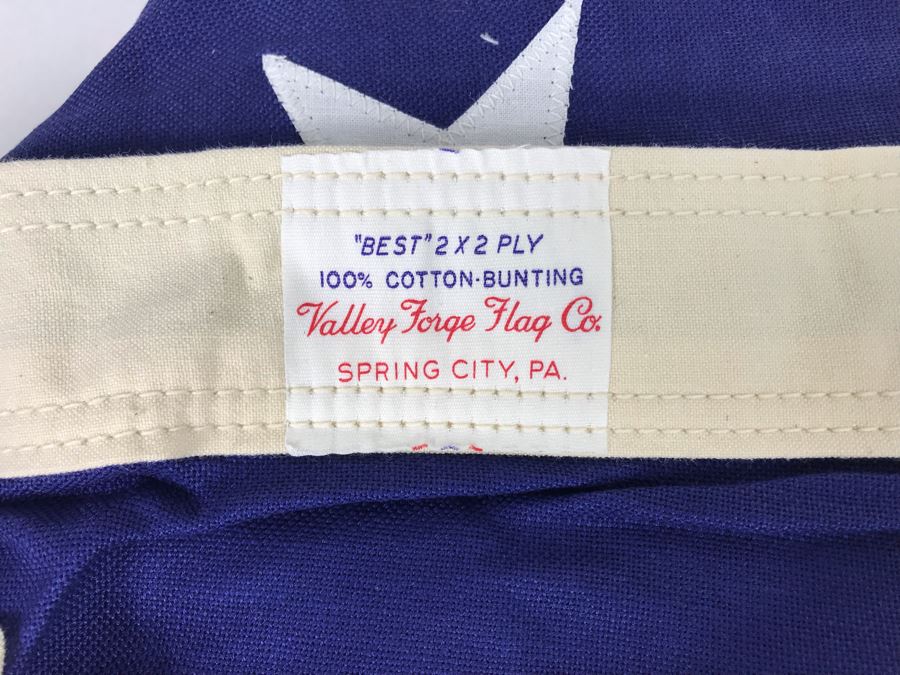 "BEST" 2 X 2 PLY
100% COTTON-BUNTING
Valley Forge Flag Co.
SPRING CITY, PA.